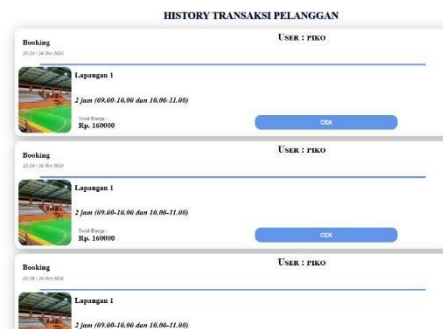 HISTORY TRANSAKSI PELANGGAN
Booking
USER : PIKO
Lapangan 1
2 jam (09.00-10.00 dan 10.00-11.00)
Total Harga :
Rp. 160000
CEK
Booking
USER : PIKO
Lapangan 1
2 jam (09.00-10.00 dan 10.00-11.00)
Total Harga :
Rp. 160000
CEK
Booking
USER : PIKO
Lapangan 1
2 jam (09.00-10.00 dan 10.00-11.00)